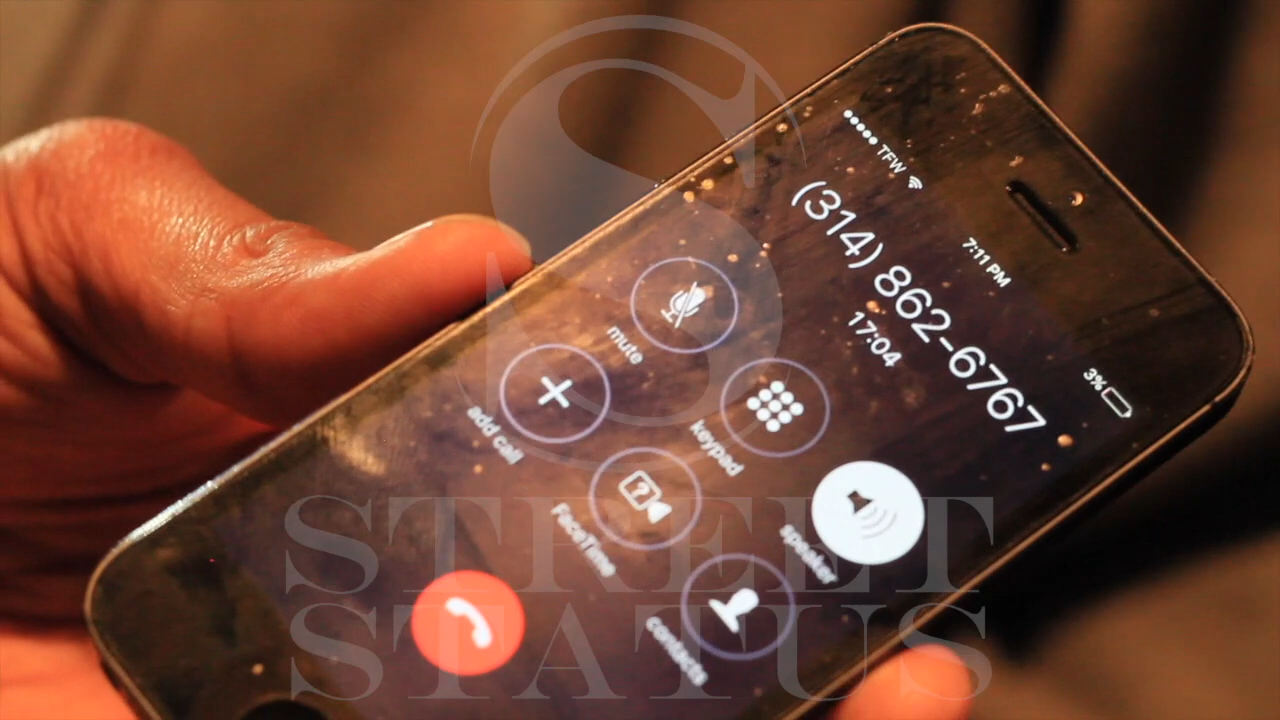 TFW
7:11 PM
3%
(314) 862-6767
17:04
mute
keypad
speaker
add call
FaceTime
?
contacts
STREET
STATUS